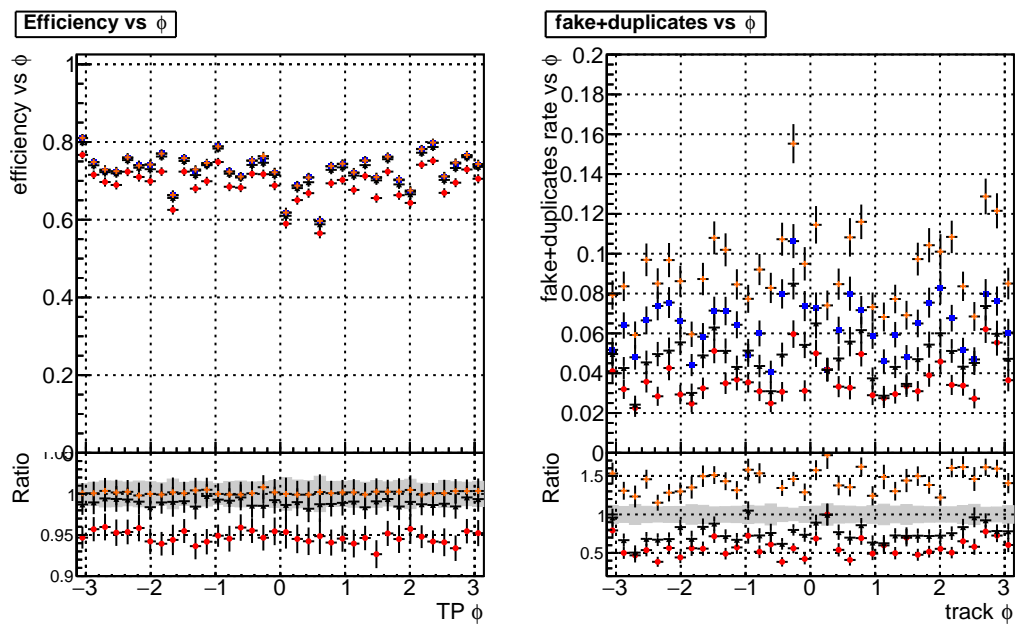 Efficiency vs ϕ
efficiency vs ϕ
1
0.8
0.6
0.4
0.2
0
Ratio
1
0.95
0.9
−3 −2 −1 0 1 2 3
TP ϕ
fake+duplicates vs ϕ
fake+duplicates rate vs ϕ
0.2
0.18
0.16
0.14
0.12
0.1
0.08
0.06
0.04
0.02
0
Ratio
1.5
1
0.5
−3 −2 −1 0 1 2 3
track ϕ